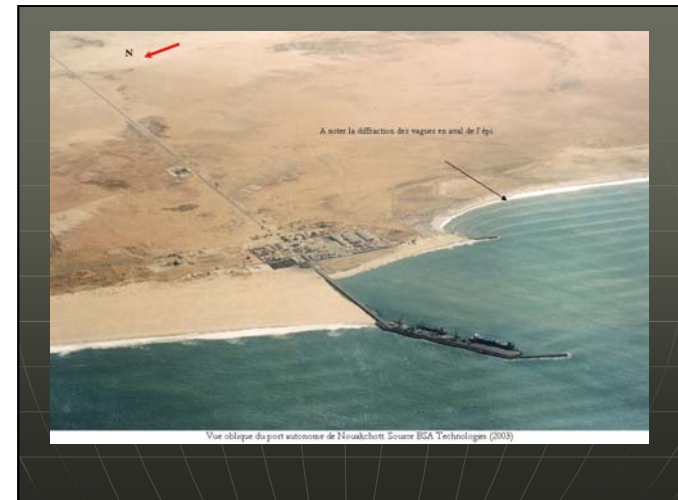 N
A noter la diffraction des vagues en aval de l'épi.
Vue oblique du port autonome de Nouakchott. Source BSA Technologies (2003)